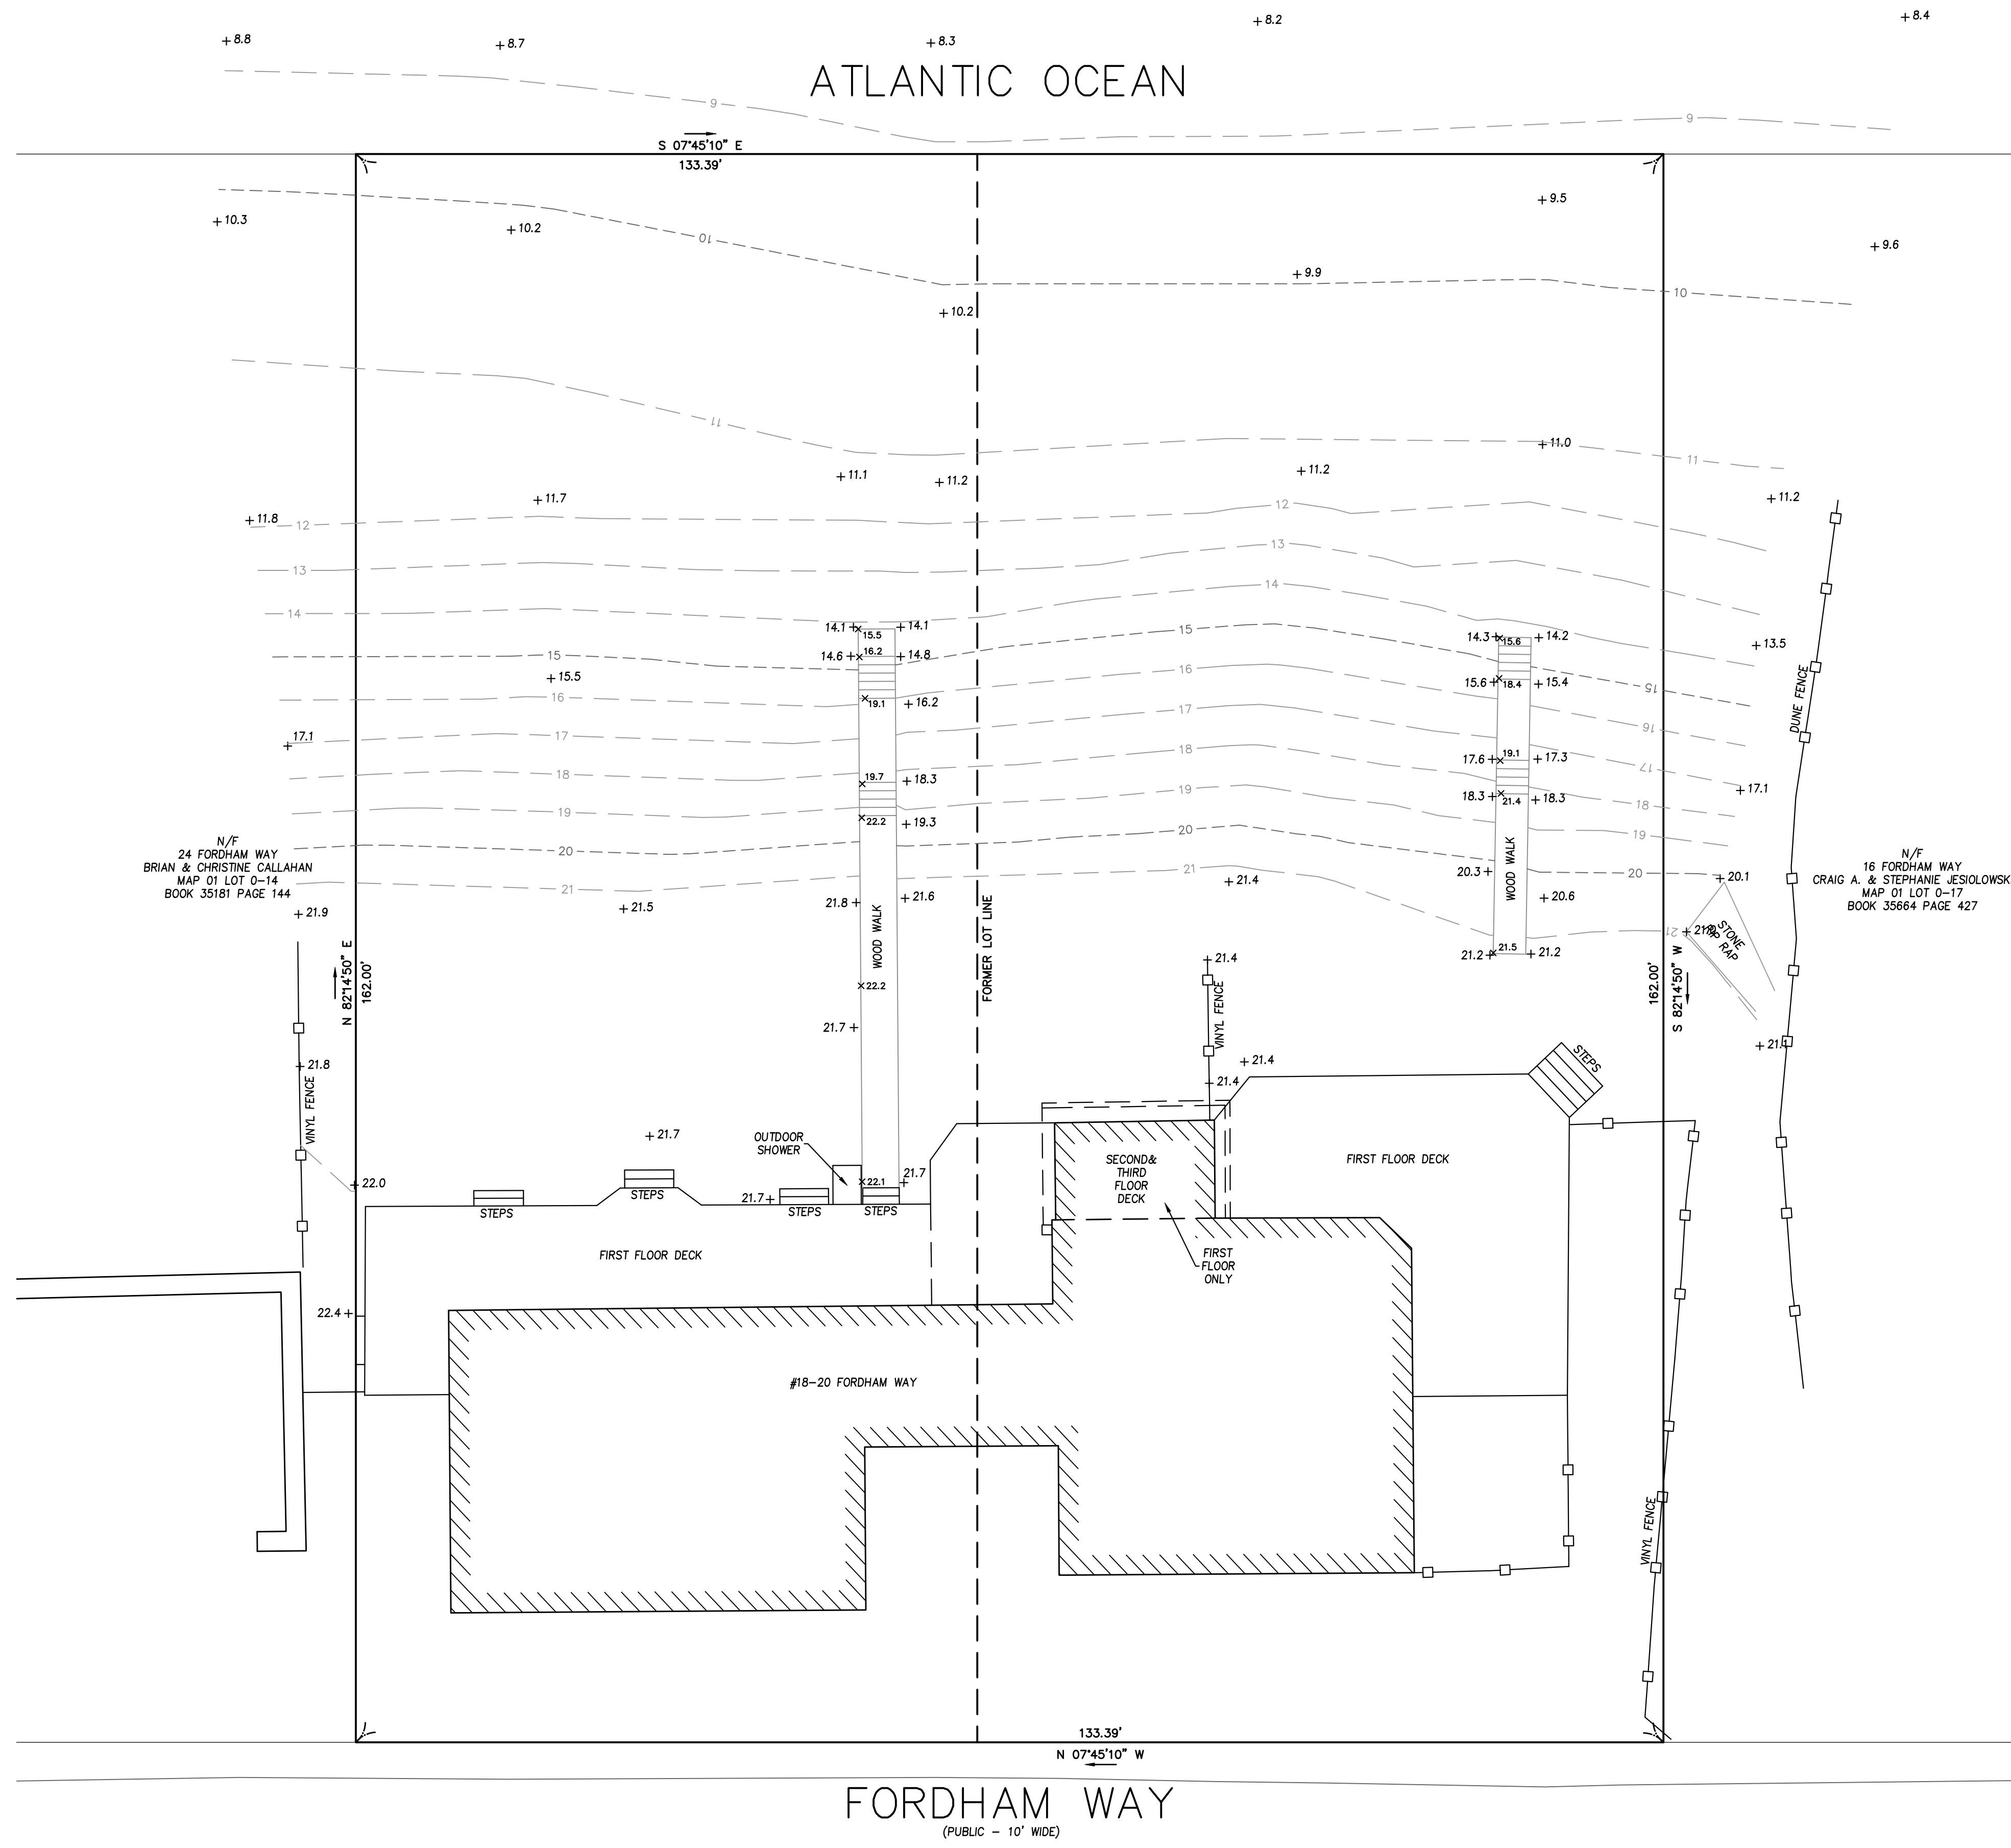 +8.8
+8.7
+8.3
+8.2
+8.4
ATLANTIC OCEAN
9
9
S 07°45'10" E
133.39'
+10.3
+10.2
10
+9.5
+9.9
+9.6
10
+10.2
11
+11.0
11
+11.1
+11.2
+11.2
+11.2
+11.7
+11.8
12
12
13
13
14
14
14.1+
15.5
+14.1
14.6+
16.2
+14.8
15
15
14.3+
15.6
+14.2
+13.5
+15.5
16
16
15.6+
18.4
+15.4
15
19.1
+16.2
17
17
16
17.1
+
DUNE FENCE
18
18
17.6+
19.1
+17.3
17
19.7
+18.3
19
19
18.3+
21.4
+18.3
18
+17.1
22.2
+19.3
20
20
19
N/F
24 FORDHAM WAY
BRIAN & CHRISTINE CALLAHAN
MAP 01 LOT 0-14
BOOK 35181 PAGE 144
N/F
16 FORDHAM WAY
CRAIG A. & STEPHANIE JESIOLOWSK
MAP 01 LOT 0-17
BOOK 35664 PAGE 427
21
21
20.3+
WOOD WALK
20
+20.1
+21.4
+20.6
+21.9
+21.5
21.8+
+21.6
WOOD WALK
FORMER LOT LINE
21
STONE
RIP RAP
21.2+
21.5
+21.2
N 82°14'50" E
162.00'
162.00'
S 82°14'50" W
22.2
+21.4
VINYL FENCE
21.7+
+21.4
+21.4
+21.1
+21.8
VINYL FENCE
STEPS
+21.7
OUTDOOR
SHOWER
SECOND&
THIRD
FLOOR
DECK
FIRST FLOOR DECK
+22.0
21.7+
22.1
+21.7
STEPS
STEPS
STEPS
STEPS
FIRST FLOOR DECK
FIRST
FLOOR
ONLY
22.4+
#18-20 FORDHAM WAY
VINYL FENCE
133.39'
N 07°45'10" W
FORDHAM WAY
(PUBLIC - 10' WIDE)